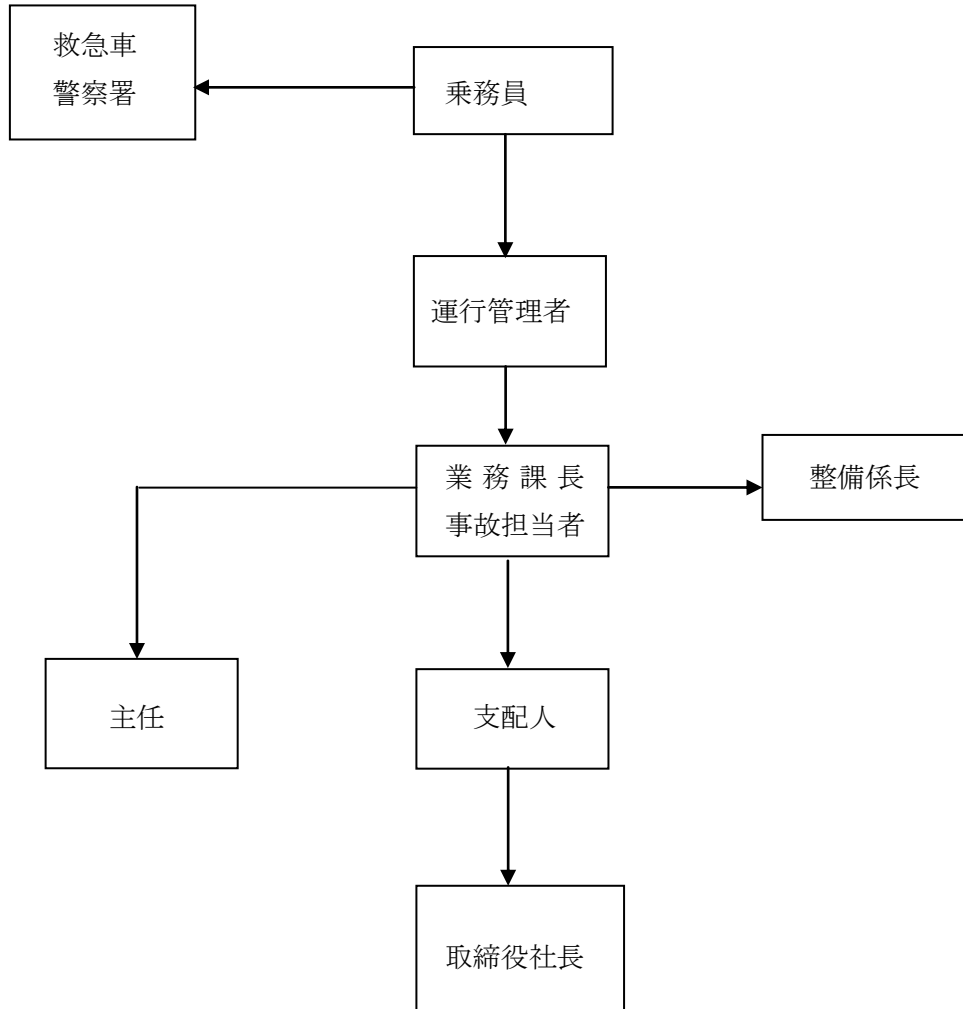 救急車
警察署
乗務員
運行管理者
業務課長
事故担当者
整備係長
主任
支配人
取締役社長